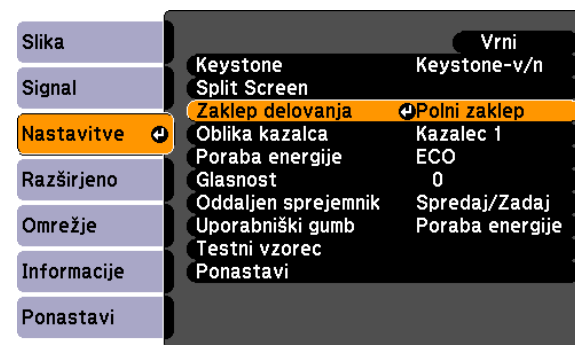 Slika
Signal
Nastavitve
Razširjeno
Omrežje
Informacije
Ponastavi
Vrni
Keystone Keystone-v/n
Split Screen
Zaklep delovanja Polni zaklep
Oblika kazalca Kazalec 1
Poraba energije ECO
Glasnost 0
Oddaljen sprejemnik Spredaj/Zadaj
Uporabniški gumb Poraba energije
Testni vzorec
Ponastavi